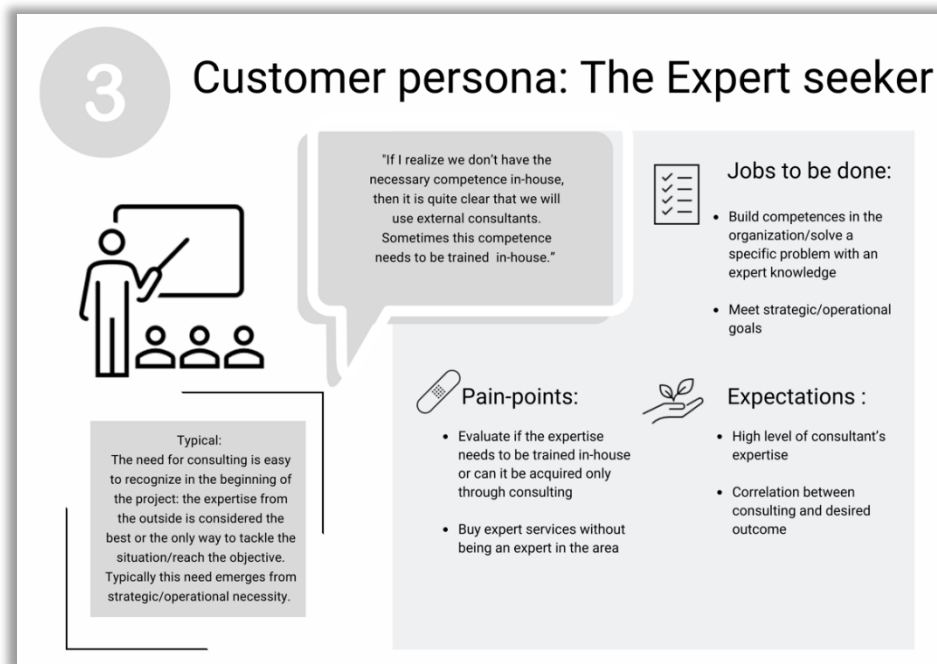 3
Customer persona: The Expert seeker
"If I realize we don't have the
necessary competence in-house,
then it is quite clear that we will
use external consultants.
Sometimes this competence
needs to be trained in-house."
Jobs to be done:
• Build competences in the
organization/solve a
specific problem with an
expert knowledge
• Meet strategic/operational
goals
Typical:
The need for consulting is easy
to recognize in the beginning of
the project: the expertise from
the outside is considered the
best or the only way to tackle the
situation/reach the objective.
Typically this need emerges from
strategic/operational necessity.
Pain-points:
• Evaluate if the expertise
needs to be trained in-house
or can it be acquired only
through consulting
• Buy expert services without
being an expert in the area
Expectations :
• High level of consultant's
expertise
• Correlation between
consulting and desired
outcome